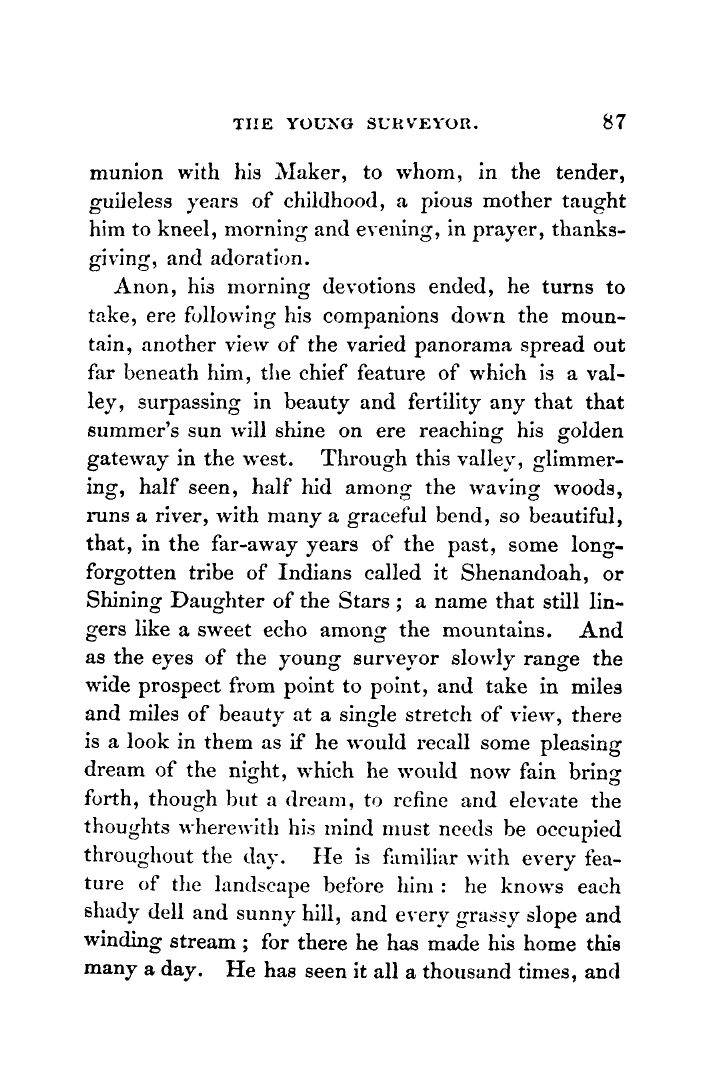 THE YOUNG SURVEYOR. 87
munion with his Maker, to whom, in the tender,
guileless years of childhood, a pious mother taught
him to kneel, morning and evening, in prayer, thanks-
giving, and adoration.
Anon, his morning devotions ended, he turns to
take, ere following his companions down the moun-
tain, another view of the varied panorama spread out
far beneath him, the chief feature of which is a val-
ley, surpassing in beauty and fertility any that that
summer's sun will shine on ere reaching his golden
gateway in the west. Through this valley, glimmer-
ing, half seen, half hid among the waving woods,
runs a river, with many a graceful bend, so beautiful,
that, in the far-away years of the past, some long-
forgotten tribe of Indians called it Shenandoah, or
Shining Daughter of the Stars ; a name that still lin-
gers like a sweet echo among the mountains. And
as the eyes of the young surveyor slowly range the
wide prospect from point to point, and take in miles
and miles of beauty at a single stretch of view, there
is a look in them as if he would recall some pleasing
dream of the night, which he would now fain bring
forth, though but a dream, to refine and elevate the
thoughts wherewith his mind must needs be occupied
throughout the day. He is familiar with every fea-
ture of the landscape before him : he knows each
shady dell and sunny hill, and every grassy slope and
winding stream ; for there he has made his home this
many a day. He has seen it all a thousand times, and